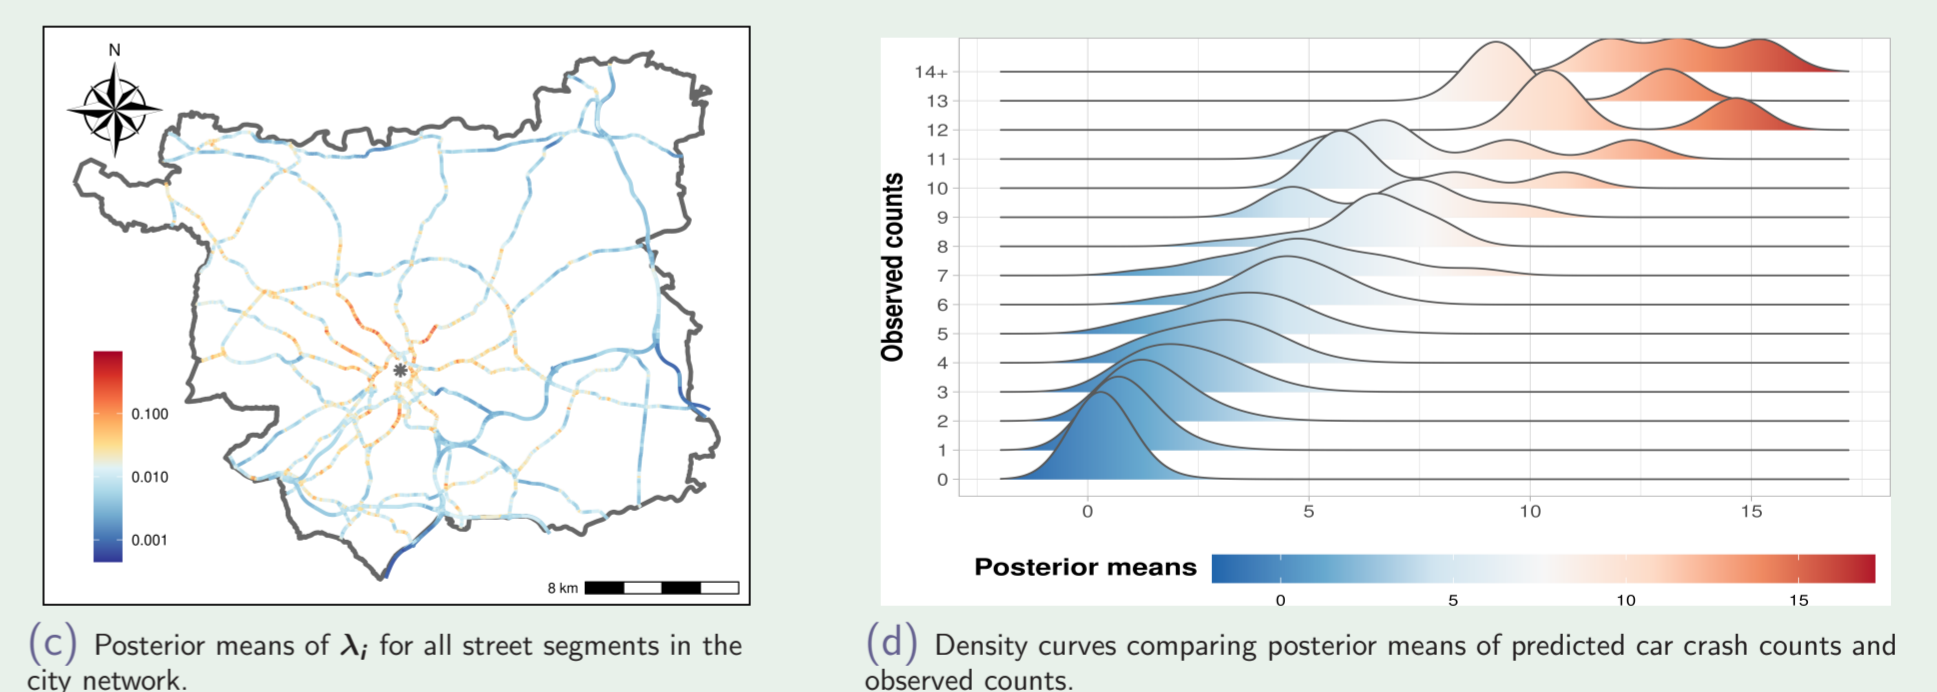 N
0.100
0.010
0.001
8 km
(c) Posterior means of λi for all street segments in the
city network.
Observed counts
14+
13
12
11
10
9
8
7
6
5
4
3
2
1
0
0 5 10 15
Posterior means
0 5 10 15
(d) Density curves comparing posterior means of predicted car crash counts and
observed counts.